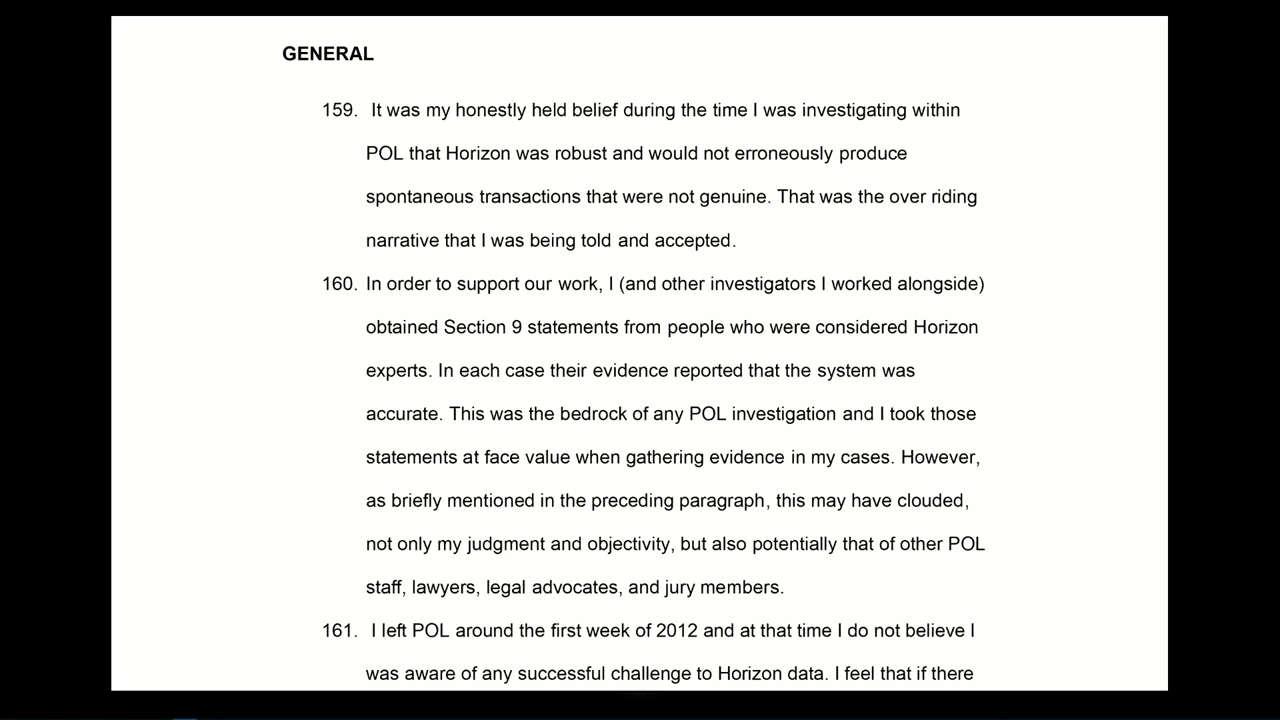 GENERAL
159. It was my honestly held belief during the time I was investigating within
POL that Horizon was robust and would not erroneously produce
spontaneous transactions that were not genuine. That was the over riding
narrative that I was being told and accepted.
160. In order to support our work, I (and other investigators I worked alongside)
obtained Section 9 statements from people who were considered Horizon
experts. In each case their evidence reported that the system was
accurate. This was the bedrock of any POL investigation and I took those
statements at face value when gathering evidence in my cases. However,
as briefly mentioned in the preceding paragraph, this may have clouded,
not only my judgment and objectivity, but also potentially that of other POL
staff, lawyers, legal advocates, and jury members.
161. I left POL around the first week of 2012 and at that time I do not believe I
was aware of any successful challenge to Horizon data. I feel that if there